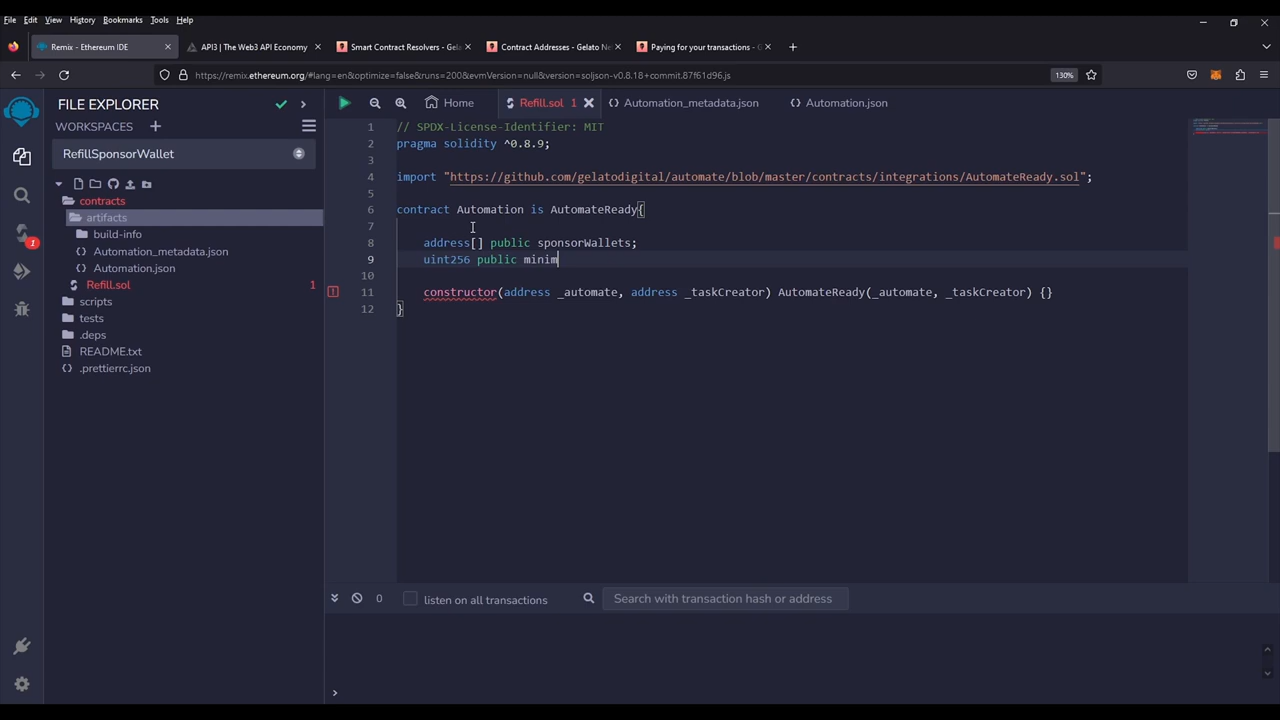 File Edit View History Bookmarks Tools Help
Remix - Ethereum IDE
API3 | The Web3 API Economy
Smart Contract Resolvers - Gela
Contract Addresses - Gelato Net
Paying for your transactions - G
https://remix.ethereum.org/#lang=en&optimize=false&runs=200&evmVersion=null&version=soljson-v0.8.18+commit.87f61d96.js
130%
FILE EXPLORER
WORKSPACES
RefillSponsorWallet
contracts
artifacts
build-info
Automation_metadata.json
Automation.json
Refill.sol 1
scripts
tests
.deps
README.txt
.prettierrc.json
1
Home
Refill.sol 1
Automation_metadata.json
Automation.json
1 // SPDX-License-Identifier: MIT
2 pragma solidity ^0.8.9;
3
4 import "https://github.com/gelatodigital/automate/blob/master/contracts/integrations/AutomateReady.sol";
5
6 contract Automation is AutomateReady{
7
8 address[] public sponsorWallets;
9 uint256 public minim
10
11 constructor(address _automate, address _taskCreator) AutomateReady(_automate, _taskCreator) {}
12 }
0
listen on all transactions
Search with transaction hash or address
>